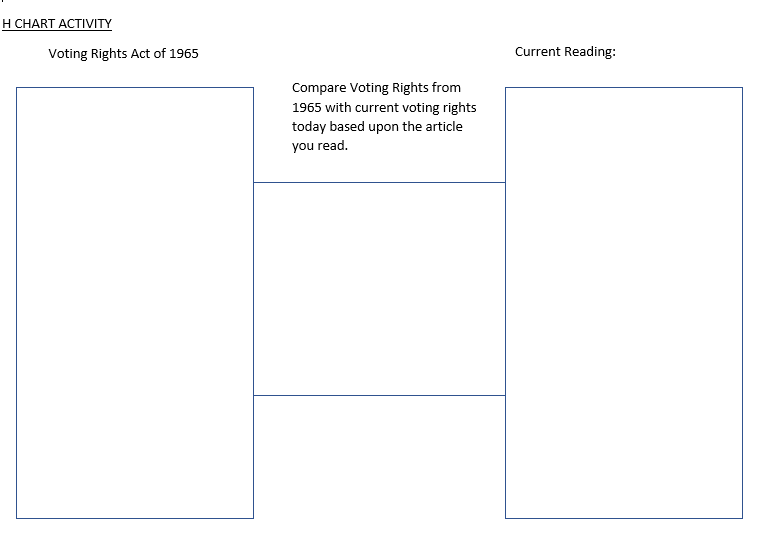 H CHART ACTIVITY
Voting Rights Act of 1965
Current Reading:
Compare Voting Rights from
1965 with current voting rights
today based upon the article
you read.